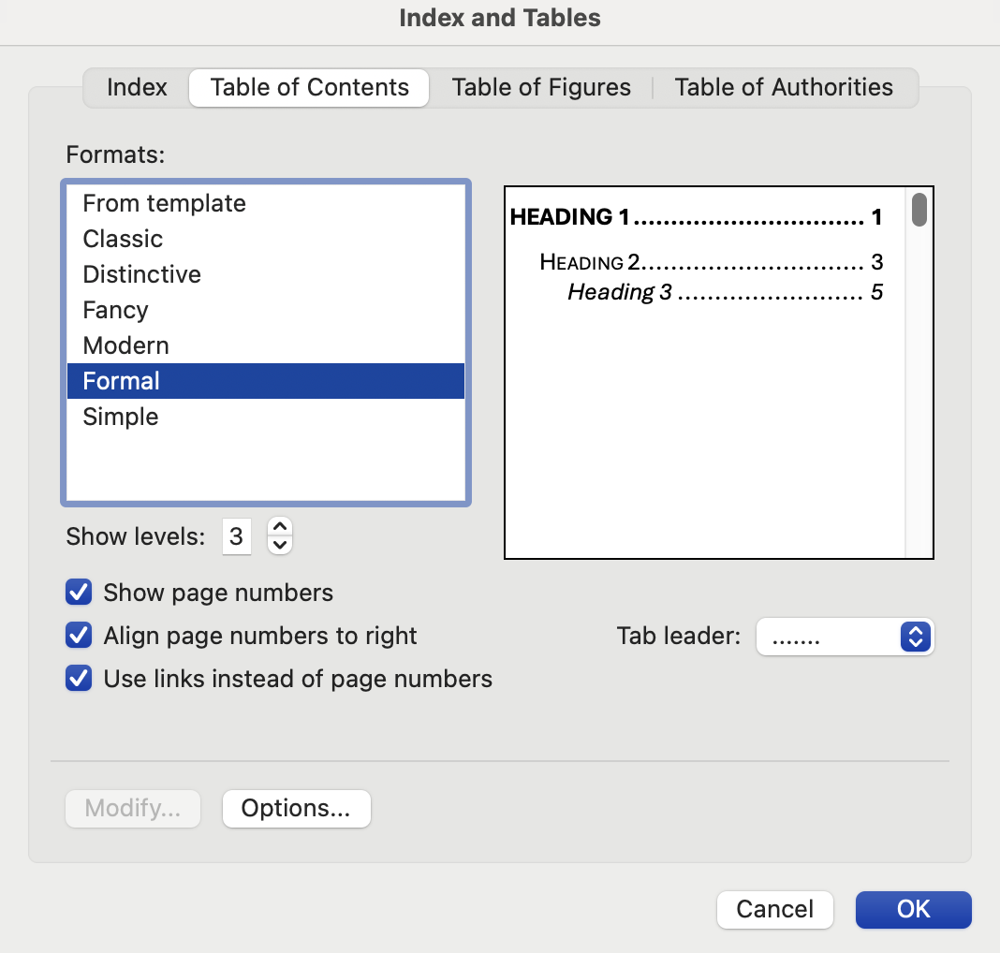 Index and Tables
Index Table of Contents Table of Figures Table of Authorities
Formats:
From template
Classic
Distinctive
Fancy
Modern
Formal
Simple
HEADING 1............................... 1
HEADING 2.............................. 3
Heading 3 ......................... 5
Show levels: 3
Show page numbers
Align page numbers to right
Tab leader: .......
Use links instead of page numbers
Modify... Options...
Cancel OK